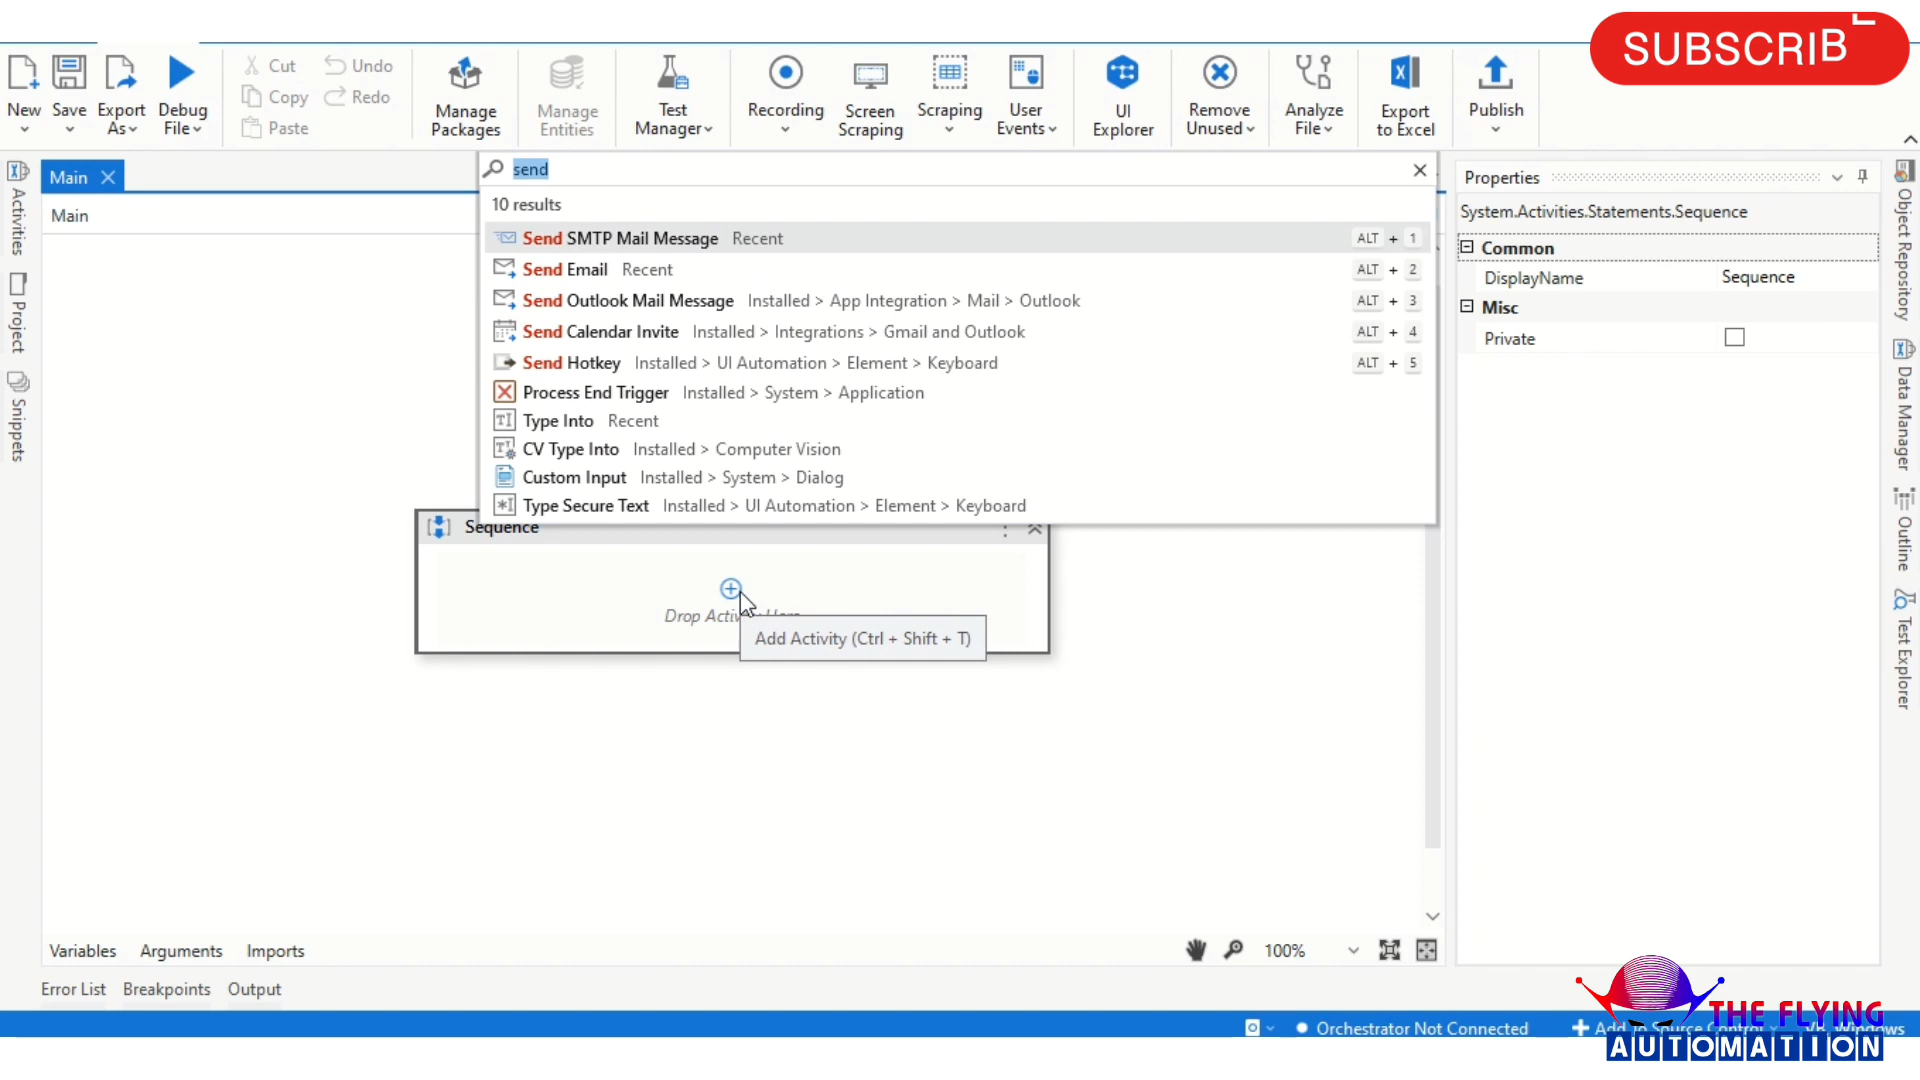 SUBSCRIB
New
Save
Export As
Debug File
Cut
Copy
Paste
Undo
Redo
Manage Packages
Manage Entities
Test Manager
Recording
Screen Scraping
Scraping
User Events
UI Explorer
Remove Unused
Analyze File
Export to Excel
Publish
Main
Main
Activities
Project
Snippets
send
10 results
Send SMTP Mail Message Recent ALT + 1
Send Email Recent ALT + 2
Send Outlook Mail Message Installed > App Integration > Mail > Outlook ALT + 3
Send Calendar Invite Installed > Integrations > Gmail and Outlook ALT + 4
Send Hotkey Installed > UI Automation > Element > Keyboard ALT + 5
Process End Trigger Installed > System > Application
Type Into Recent
CV Type Into Installed > Computer Vision
Custom Input Installed > System > Dialog
Type Secure Text Installed > UI Automation > Element > Keyboard
Sequence
Drop
Add Activity (Ctrl + Shift + T)
Properties
System.Activities.Statements.Sequence
Common
DisplayName Sequence
Misc
Private
Object Repository
Data Manager
Outline
Test Explorer
Variables Arguments Imports
100%
Error List Breakpoints Output
Orchestrator Not Connected
Add to Source Control
Windows
THE FLYING
AUTOMATION